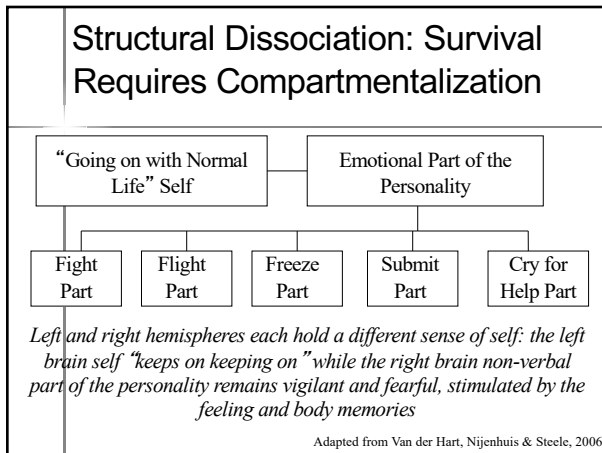 Structural Dissociation: Survival
Requires Compartmentalization
“Going on with Normal
Life” Self
Emotional Part of the
Personality
Fight
Part
Flight
Part
Freeze
Part
Submit
Part
Cry for
Help Part
Left and right hemispheres each hold a different sense of self: the left
brain self “keeps on keeping on” while the right brain non-verbal
part of the personality remains vigilant and fearful, stimulated by the
feeling and body memories
Adapted from Van der Hart, Nijenhuis & Steele, 2006